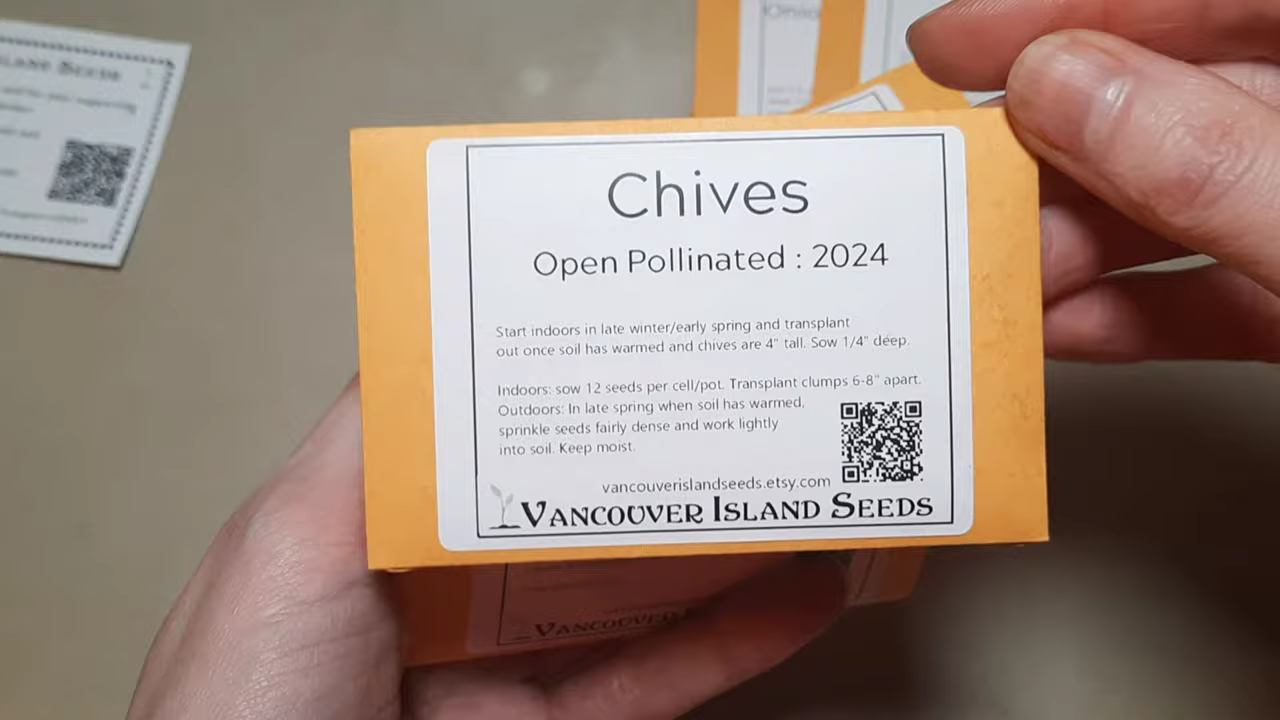 ISLAND SEEDS
Chives
Open Pollinated : 2024
Start indoors in late winter/early spring and transplant
out once soil has warmed and chives are 4" tall. Sow 1/4" deep.
Indoors: sow 12 seeds per cell/pot. Transplant clumps 6-8" apart.
Outdoors: In late spring when soil has warmed,
sprinkle seeds fairly dense and work lightly
into soil. Keep moist.
vancouverislandseeds.etsy.com
VANCOUVER ISLAND SEEDS
VANCOUVER